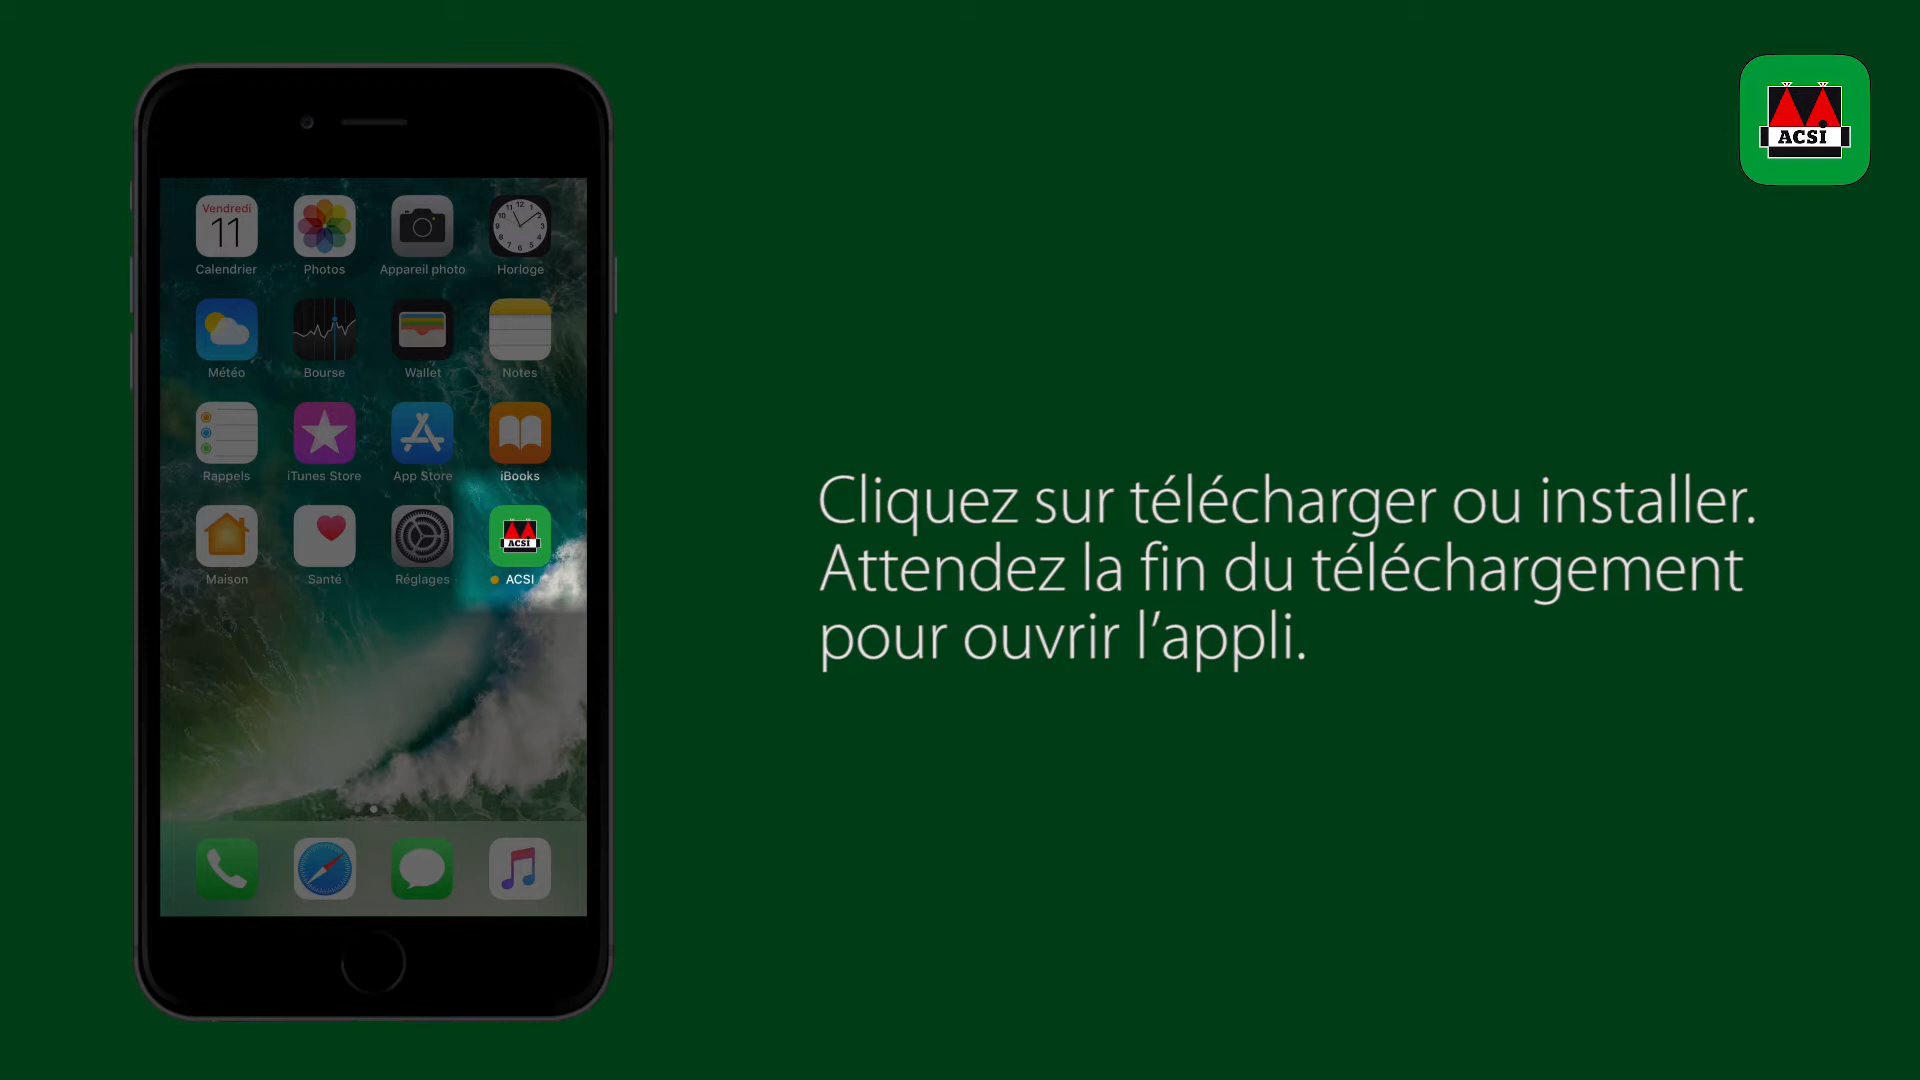 ACSI
Vendredi
11
Calendrier
Photos
Appareil photo
Horloge
Météo
Bourse
Wallet
Notes
Rappels
iTunes Store
App Store
iBooks
Maison
Santé
Réglages
ACSI
ACSI
Cliquez sur télécharger ou installer.
Attendez la fin du téléchargement
pour ouvrir l’appli.